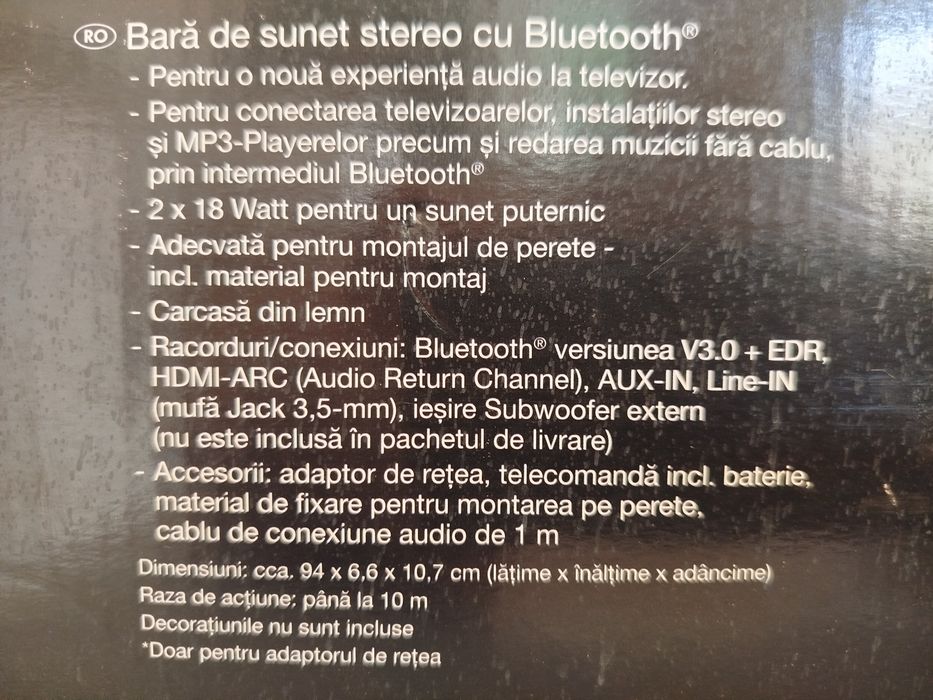 RO Bară de sunet stereo cu Bluetooth®
- Pentru o nouă experiență audio la televizor.
- Pentru conectarea televizoarelor, instalațiilor stereo
și MP3-Playerelor precum și redarea muzicii fără cablu,
prin intermediul Bluetooth®
- 2 x 18 Watt pentru un sunet puternic
- Adecvată pentru montajul de perete -
incl. material pentru montaj
- Carcasă din lemn
- Racorduri/conexiuni: Bluetooth® versiunea V3.0 + EDR,
HDMI-ARC (Audio Return Channel), AUX-IN, Line-IN
(mufă Jack 3,5-mm), ieșire Subwoofer extern
(nu este inclusă în pachetul de livrare)
- Accesorii: adaptor de rețea, telecomandă incl. baterie,
material de fixare pentru montarea pe perete,
cablu de conexiune audio de 1 m
Dimensiuni: cca. 94 x 6,6 x 10,7 cm (lățime x înălțime x adâncime)
Raza de acțiune: până la 10 m
Decorațiunile nu sunt incluse
*Doar pentru adaptorul de rețea